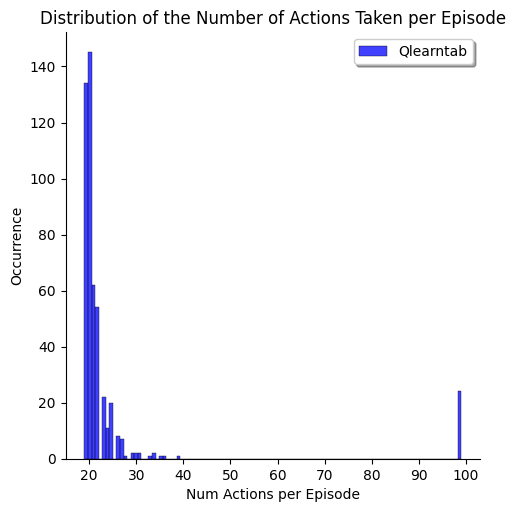 Distribution of the Number of Actions Taken per Episode
Qlearntab
Occurrence
140
120
100
80
60
40
20
0
20 30 40 50 60 70 80 90 100
Num Actions per Episode